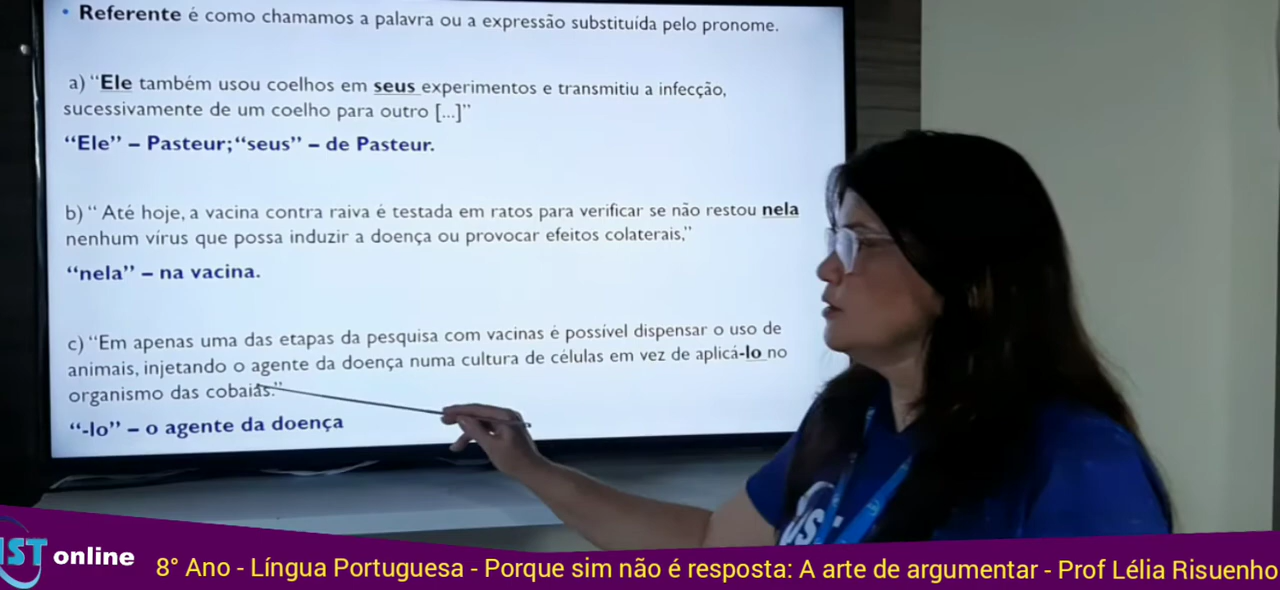 • Referente é como chamamos a palavra ou a expressão substituída pelo pronome.
a) “Ele também usou coelhos em seus experimentos e transmitiu a infecção,
sucessivamente de um coelho para outro [...]”
“Ele” – Pasteur; “seus” – de Pasteur.
b) “ Até hoje, a vacina contra raiva é testada em ratos para verificar se não restou nela
nenhum vírus que possa induzir a doença ou provocar efeitos colaterais,”
“nela” – na vacina.
c) “Em apenas uma das etapas da pesquisa com vacinas é possível dispensar o uso de
animais, injetando o agente da doença numa cultura de células em vez de aplicá-lo no
organismo das cobaias.”
“-lo” – o agente da doença
IST online
8° Ano - Língua Portuguesa - Porque sim não é resposta: A arte de argumentar - Prof Lélia Risuenho